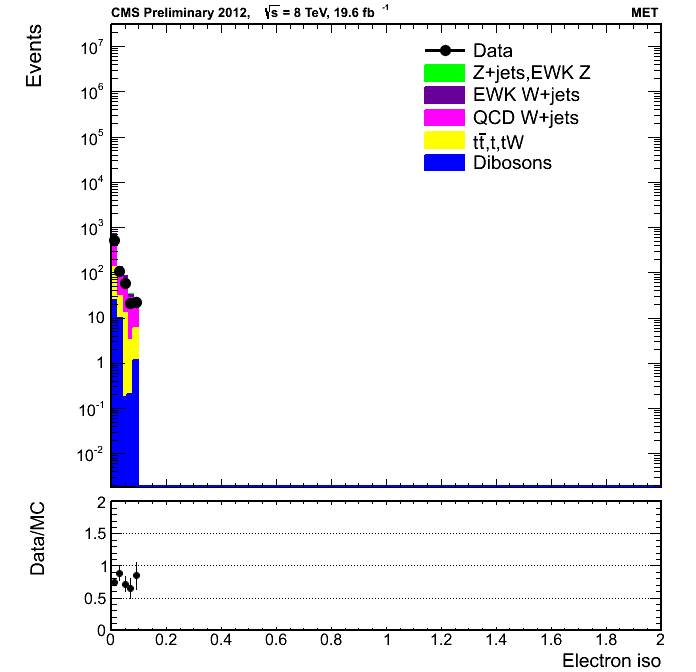 CMS Preliminary 2012, √s = 8 TeV, 19.6 fb⁻¹ MET
Events
10⁷
10⁶
10⁵
10⁴
10³
10²
10
1
10⁻¹
10⁻²
Data
Z+jets,EWK Z
EWK W+jets
QCD W+jets
tt̅,t,tW
Dibosons
Data/MC
2
1.5
1
0.5
0
0 0.2 0.4 0.6 0.8 1 1.2 1.4 1.6 1.8 2
Electron iso